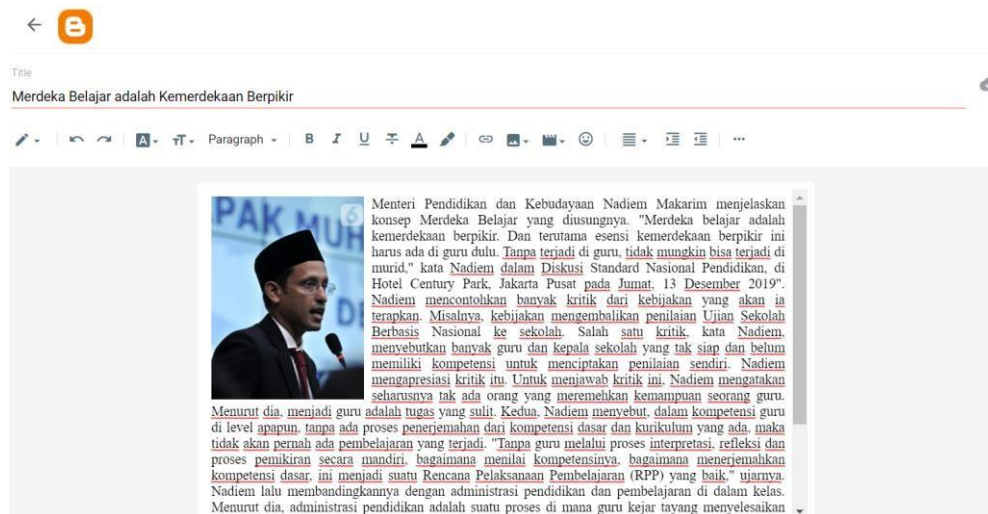 Title
Merdeka Belajar adalah Kemerdekaan Berpikir
Paragraph
B I U A
PAK MUH
6
DE
Menteri Pendidikan dan Kebudayaan Nadiem Makarim menjelaskan
konsep Merdeka Belajar yang diusungnya. "Merdeka belajar adalah
kemerdekaan berpikir. Dan terutama esensi kemerdekaan berpikir ini
harus ada di guru dulu. Tanpa terjadi di guru, tidak mungkin bisa terjadi di
murid," kata Nadiem dalam Diskusi Standard Nasional Pendidikan, di
Hotel Century Park, Jakarta Pusat pada Jumat, 13 Desember 2019".
Nadiem mencontohkan banyak kritik dari kebijakan yang akan ia
terapkan. Misalnya, kebijakan mengembalikan penilaian Ujian Sekolah
Berbasis Nasional ke sekolah. Salah satu kritik, kata Nadiem,
menyebutkan banyak guru dan kepala sekolah yang tak siap dan belum
memiliki kompetensi untuk menciptakan penilaian sendiri. Nadiem
mengapresiasi kritik itu. Untuk menjawab kritik ini, Nadiem mengatakan
seharusnya tak ada orang yang meremehkan kemampuan seorang guru.
Menurut dia, menjadi guru adalah tugas yang sulit. Kedua, Nadiem menyebut, dalam kompetensi guru
di level apapun, tanpa ada proses penerjemahan dari kompetensi dasar dan kurikulum yang ada, maka
tidak akan pernah ada pembelajaran yang terjadi. "Tanpa guru melalui proses interpretasi, refleksi dan
proses pemikiran secara mandiri, bagaimana menilai kompetensinya, bagaimana menerjemahkan
kompetensi dasar, ini menjadi suatu Rencana Pelaksanaan Pembelajaran (RPP) yang baik," ujarnya.
Nadiem lalu membandingkannya dengan administrasi pendidikan dan pembelajaran di dalam kelas.
Menurut dia, administrasi pendidikan adalah suatu proses di mana guru kejar tayang menyelesaikan